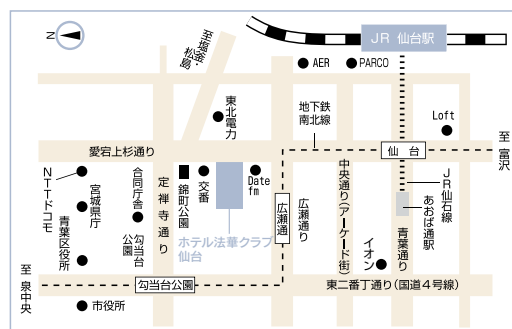 JR 仙台駅
N
至塩釜・
松島
AER
PARCO
東北電力
地下鉄
南北線
Loft
愛宕上杉通り
仙台
至
富沢
NTTドコモ
宮城県庁
青葉区役所
合同庁舎
勾当台
公園
定禅寺通り
錦町公園
交番
Date
fm
ホテル法華クラブ
仙台
広瀬通
広瀬通り
中央通り(アーケード街)
イオン
青葉通り
あおば通駅
JR仙石線
至
泉中央
勾当台公園
東二番丁通り(国道4号線)
市役所